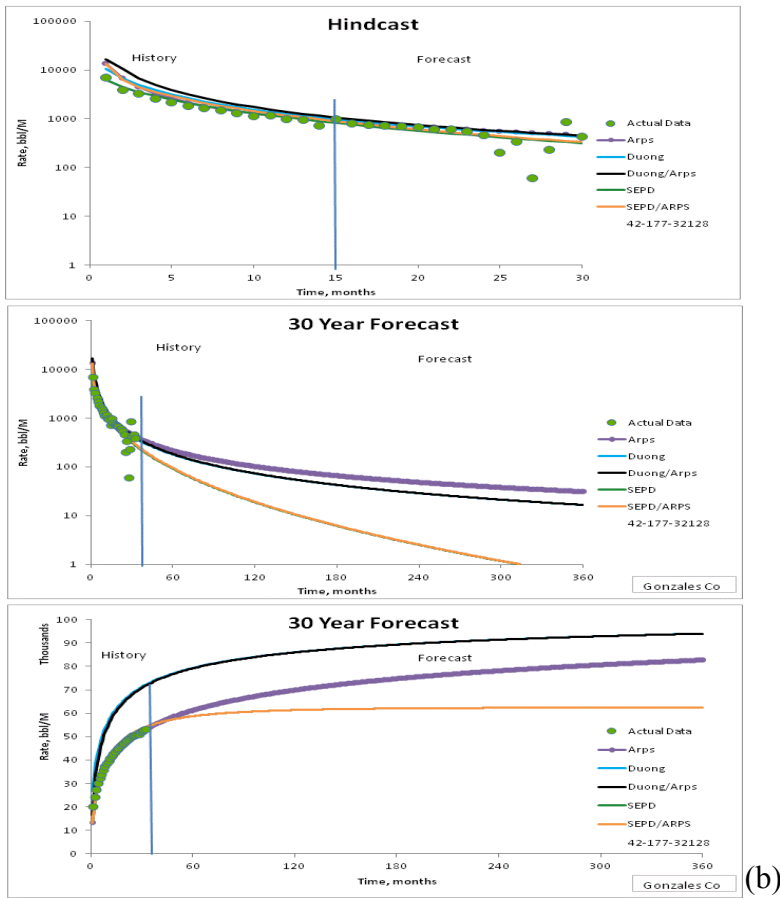 Hindcast
History
Forecast
Rate, bbl/M
100000
10000
1000
100
10
1
0
5
10
15
20
25
30
Time, months
Actual Data
Arps
Duong
Duong/Arps
SEPD
SEPD/ARPS
42-177-32128
30 Year Forecast
History
Forecast
Rate, bbl/M
100000
10000
1000
100
10
1
0
60
120
180
240
300
360
Time, months
Actual Data
Arps
Duong
Duong/Arps
SEPD
SEPD/ARPS
42-177-32128
Gonzales Co
30 Year Forecast
History
Forecast
Thousands
Rate, bbl/M
100
90
80
70
60
50
40
30
20
10
0
0
60
120
180
240
300
360
Time, months
Actual Data
Arps
Duong
Duong/Arps
SEPD
SEPD/ARPS
42-177-32128
Gonzales Co
(b)